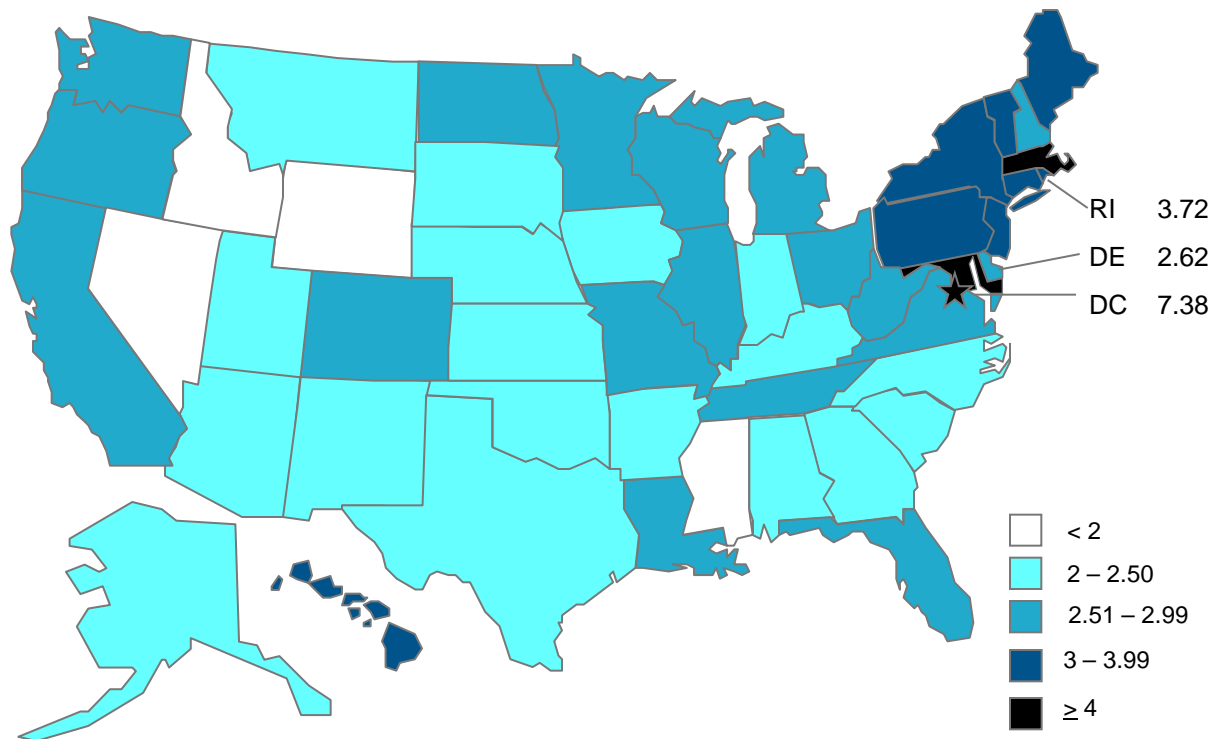 RI 3.72
DE 2.62
DC 7.38
< 2
2 – 2.50
2.51 – 2.99
3 – 3.99
≥ 4